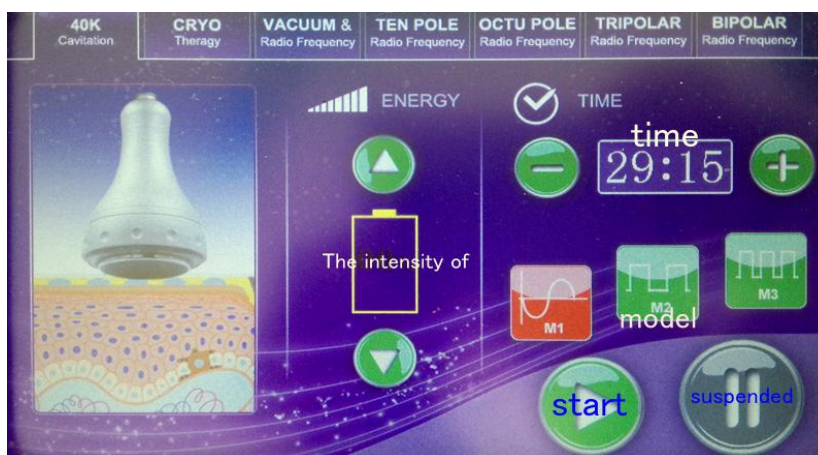 40K
Cavitation
CRYO
Theragy
VACUUM &
Radio Frequency
TEN POLE
Radio Frequency
OCTU POLE
Radio Frequency
TRIPOLAR
Radio Frequency
BIPOLAR
Radio Frequency
ENERGY
TIME
time
29:15
The intensity of
M1
M2
M3
model
start
suspended